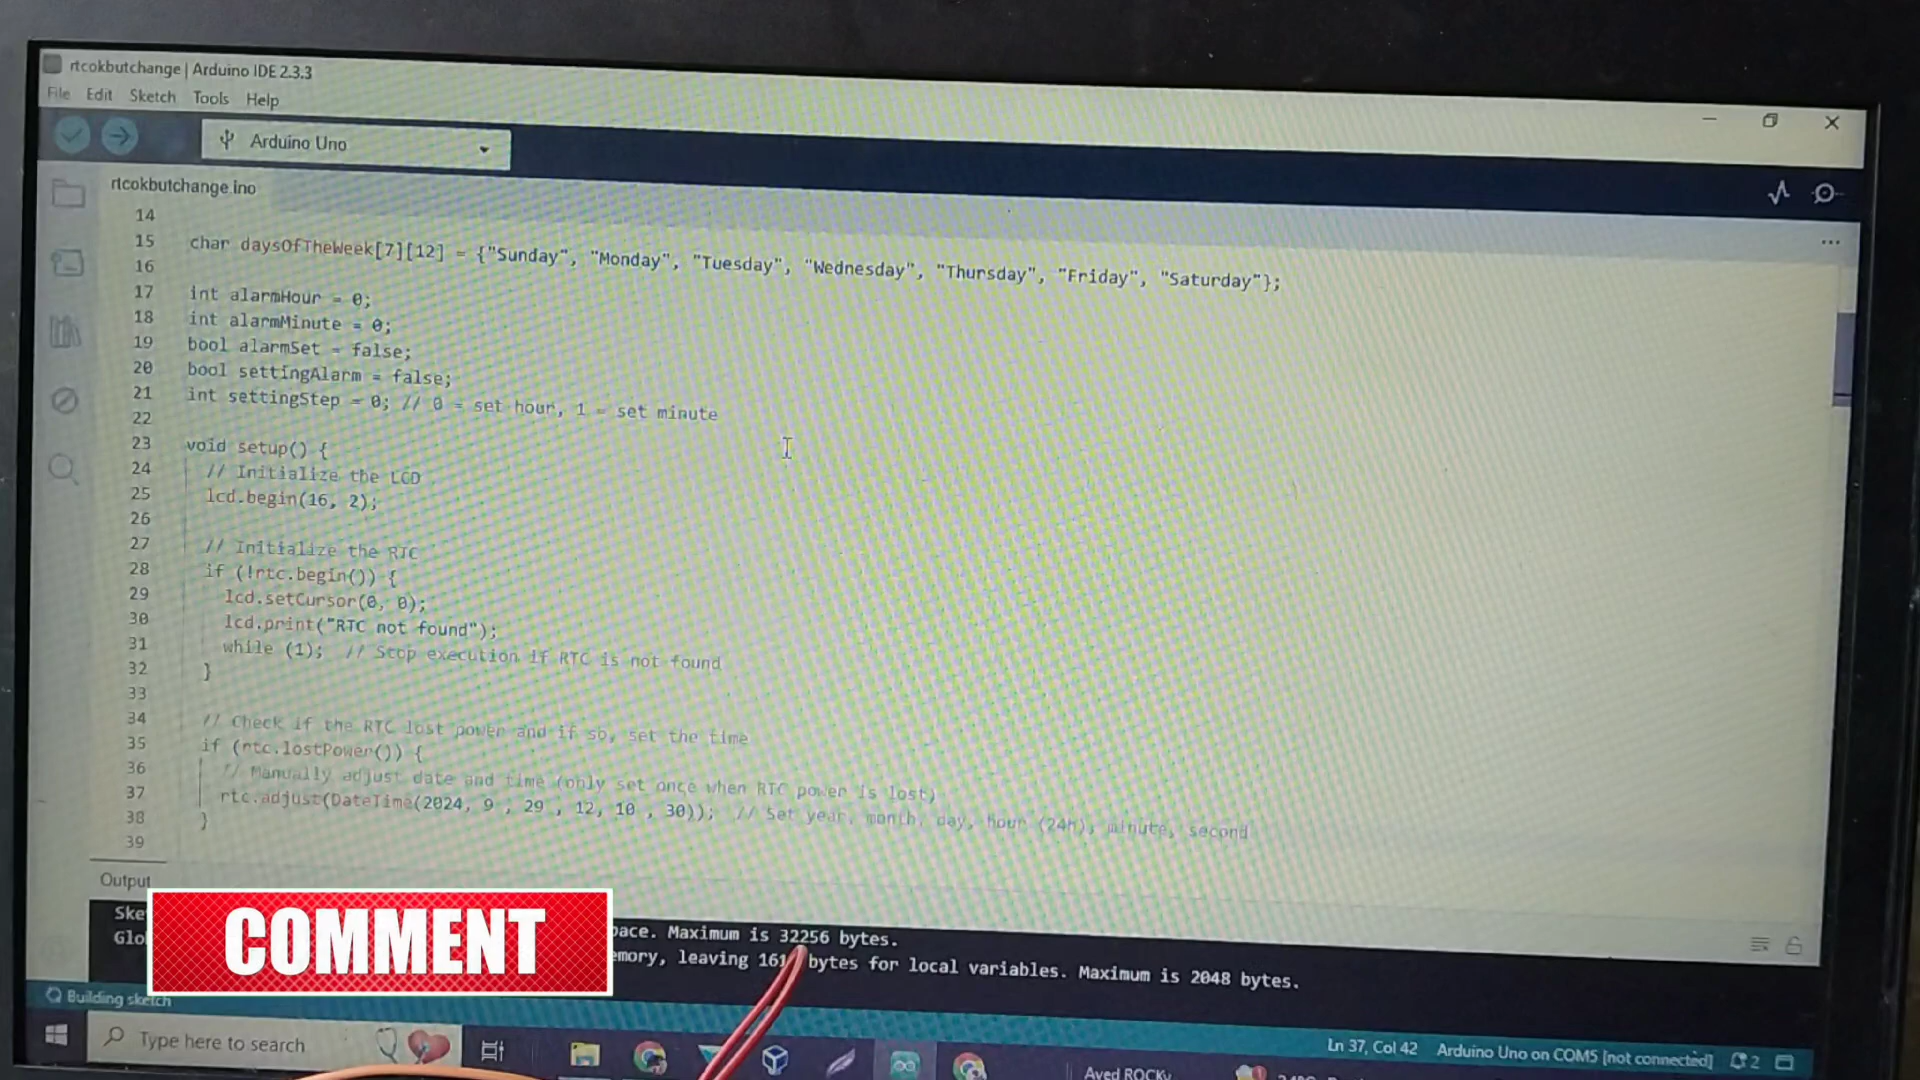 rtcokbutchange | Arduino IDE 2.3.3
File Edit Sketch Tools Help
Arduino Uno
rtcokbutchange.ino
14
15 char daysOfTheWeek[7][12] = {"Sunday", "Monday", "Tuesday", "Wednesday", "Thursday", "Friday", "Saturday"};
16
17 int alarmHour = 0;
18 int alarmMinute = 0;
19 bool alarmSet = false;
20 bool settingAlarm = false;
21 int settingStep = 0; // 0 = set hour, 1 = set minute
22
23 void setup() {
24 // Initialize the LCD
25 lcd.begin(16, 2);
26
27 // Initialize the RTC
28 if (!rtc.begin()) {
29 lcd.setCursor(0, 0);
30 lcd.print("RTC not found");
31 while (1); // Stop execution if RTC is not found
32 }
33
34 // Check if the RTC lost power and if so, set the time
35 if (rtc.lostPower()) {
36 // Manually adjust date and time (only set once when RTC power is lost)
37 rtc.adjust(DateTime(2024, 9 , 29 , 12, 10 , 30)); // Set year, month, day, hour (24h), minute, second
38 }
39
Output
Maximum is 32256 bytes.
leaving bytes for local variables. Maximum is 2048 bytes.
COMMENT
Building sketch
Ln 37, Col 42 Arduino Uno on COM5 [not connected] 2
Type here to search